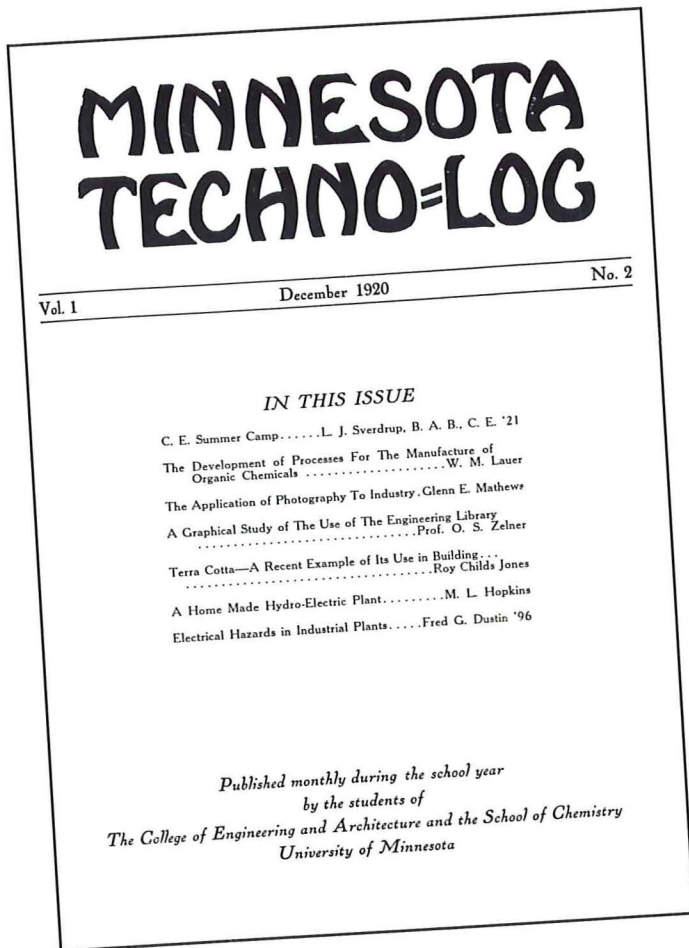 MINNESOTA
TECHNO=LOG
Vol. 1 December 1920 No. 2
IN THIS ISSUE
C. E. Summer Camp......L. J. Sverdrup, B. A. B., C. E. '21
The Development of Processes For The Manufacture of
Organic Chemicals ....................W. M. Lauer
The Application of Photography To Industry.Glenn E. Mathews
A Graphical Study of The Use of The Engineering Library
...............................Prof. O. S. Zelner
Terra Cotta—A Recent Example of Its Use in Building...
..................................Roy Childs Jones
A Home Made Hydro-Electric Plant.........M. L. Hopkins
Electrical Hazards in Industrial Plants.....Fred G. Dustin '96
Published monthly during the school year
by the students of
The College of Engineering and Architecture and the School of Chemistry
University of Minnesota